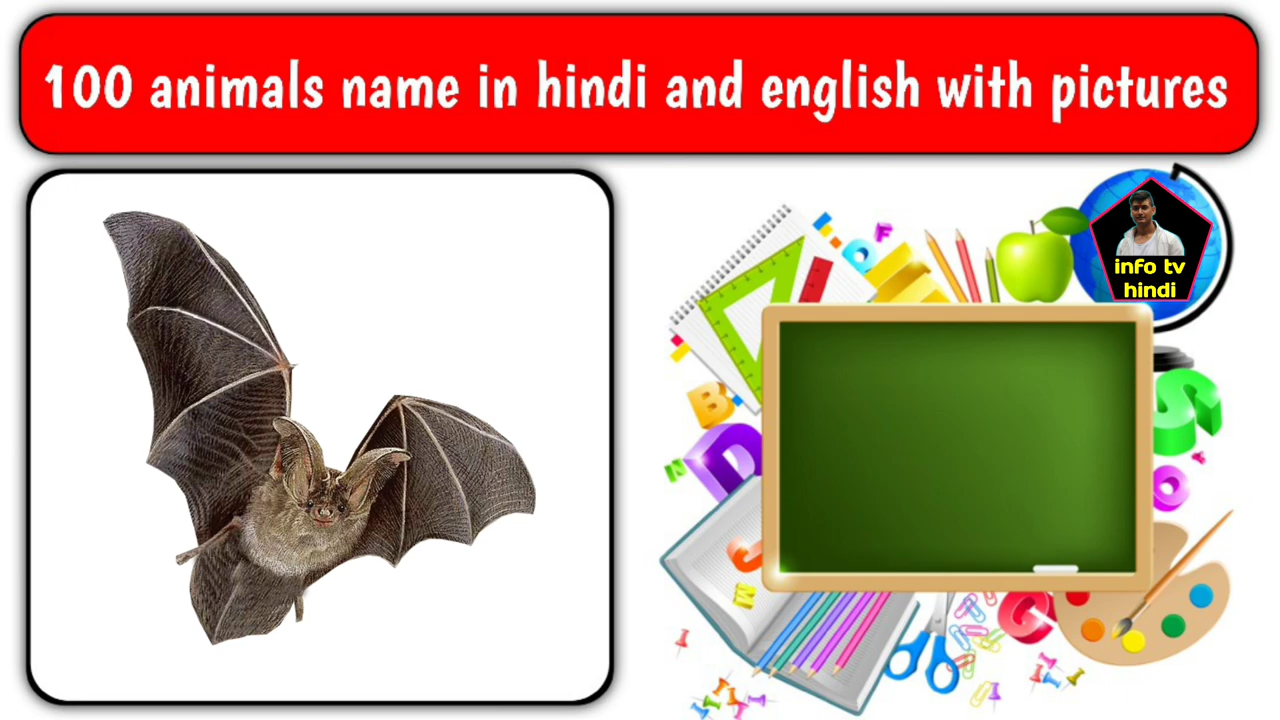 100 animals name in hindi and english with pictures
info tv
hindi